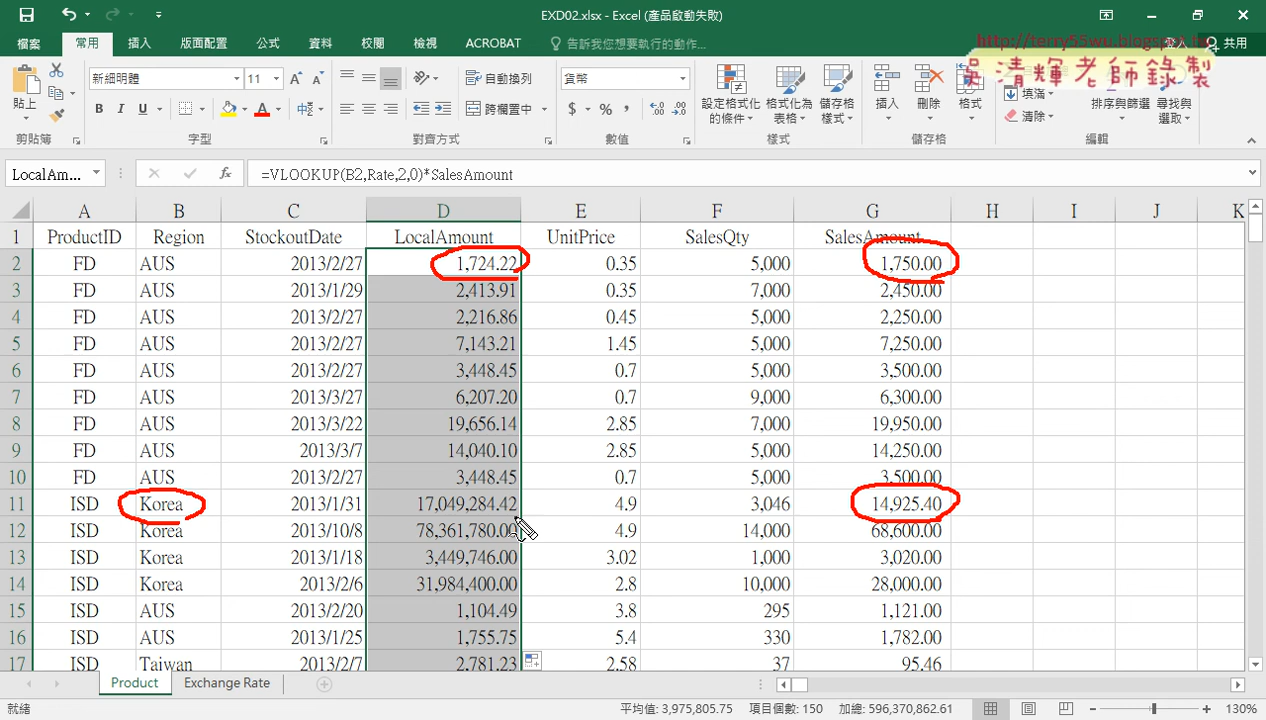 EXD02.xlsx - Excel (產品啟動失敗)
http://terry55wu.blogspot.tw
檔案 常用 插入 版面配置 公式 資料 校閱 檢視 ACROBAT 告訴我您想要執行的動作... 登入 共用
吳清輝老師錄製
新細明體 11 自動換列 貨幣
貼上 跨欄置中 設定格式化的條件 格式化為表格 儲存格樣式 插入 刪除 格式 填滿 清除 排序與篩選 尋找與選取
剪貼簿 字型 對齊方式 數值 樣式 儲存格 編輯
LocalAm... fx =VLOOKUP(B2,Rate,2,0)*SalesAmount
A B C D E F G H I J K
1 ProductID Region StockoutDate LocalAmount UnitPrice SalesQty SalesAmount
2 FD AUS 2013/2/27 1,724.22 0.35 5,000 1,750.00
3 FD AUS 2013/1/29 2,413.91 0.35 7,000 2,450.00
4 FD AUS 2013/2/27 2,216.86 0.45 5,000 2,250.00
5 FD AUS 2013/2/27 7,143.21 1.45 5,000 7,250.00
6 FD AUS 2013/2/27 3,448.45 0.7 5,000 3,500.00
7 FD AUS 2013/3/27 6,207.20 0.7 9,000 6,300.00
8 FD AUS 2013/3/22 19,656.14 2.85 7,000 19,950.00
9 FD AUS 2013/3/7 14,040.10 2.85 5,000 14,250.00
10 FD AUS 2013/2/27 3,448.45 0.7 5,000 3,500.00
11 ISD Korea 2013/1/31 17,049,284.42 4.9 3,046 14,925.40
12 ISD Korea 2013/10/8 78,361,780.00 4.9 14,000 68,600.00
13 ISD Korea 2013/1/18 3,449,746.00 3.02 1,000 3,020.00
14 ISD Korea 2013/2/6 31,984,400.00 2.8 10,000 28,000.00
15 ISD AUS 2013/2/20 1,104.49 3.8 295 1,121.00
16 ISD AUS 2013/1/25 1,755.75 5.4 330 1,782.00
17 ISD Taiwan 2013/2/7 2,781.23 2.58 37 95.46
Product Exchange Rate
就緒 平均值: 3,975,805.75 項目個數: 150 加總: 596,370,862.61 130%